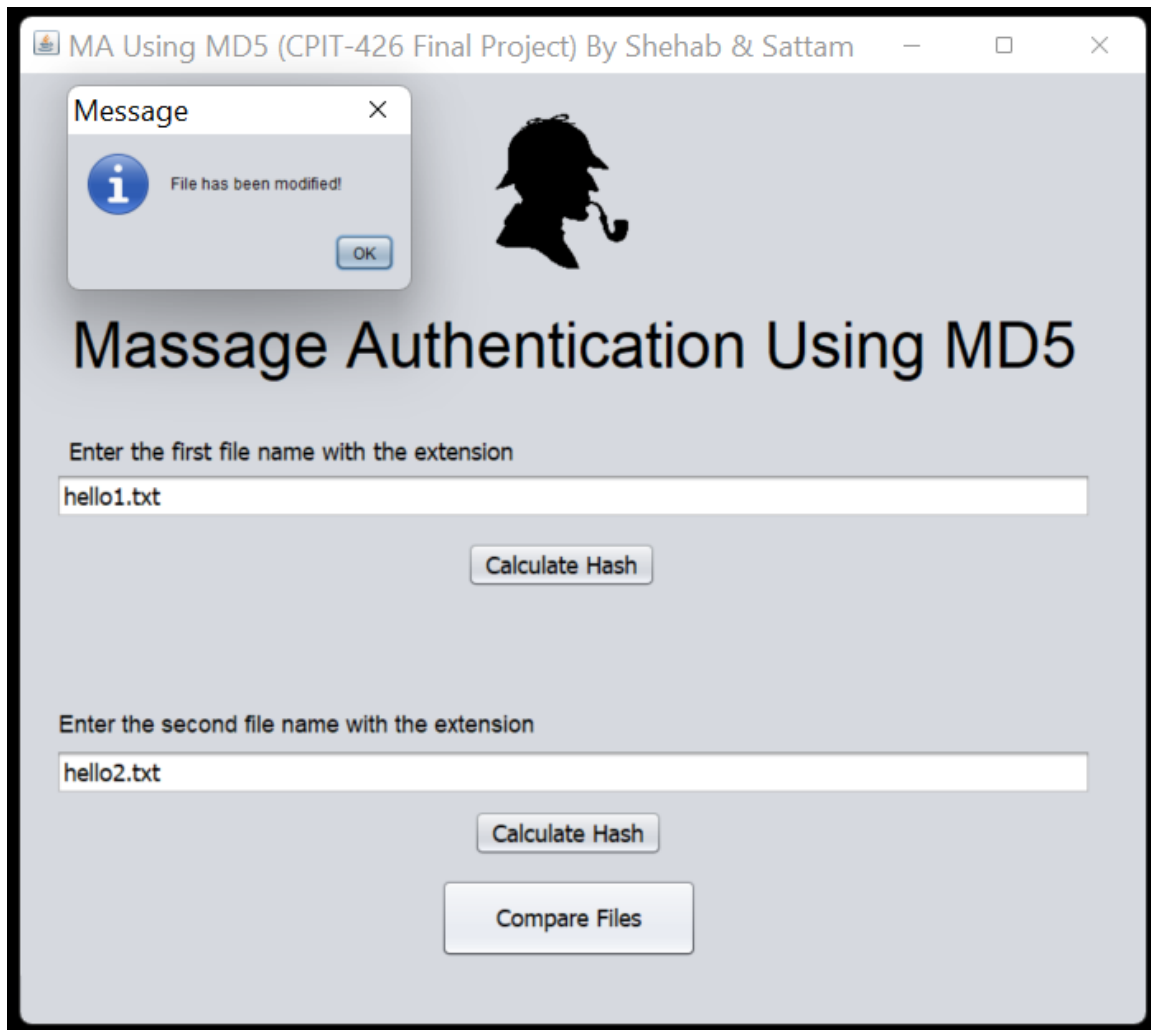 MA Using MD5 (CPIT-426 Final Project) By Shehab & Sattam
Message
File has been modified!
OK
Massage Authentication Using MD5
Enter the first file name with the extension
hello1.txt
Calculate Hash
Enter the second file name with the extension
hello2.txt
Calculate Hash
Compare Files